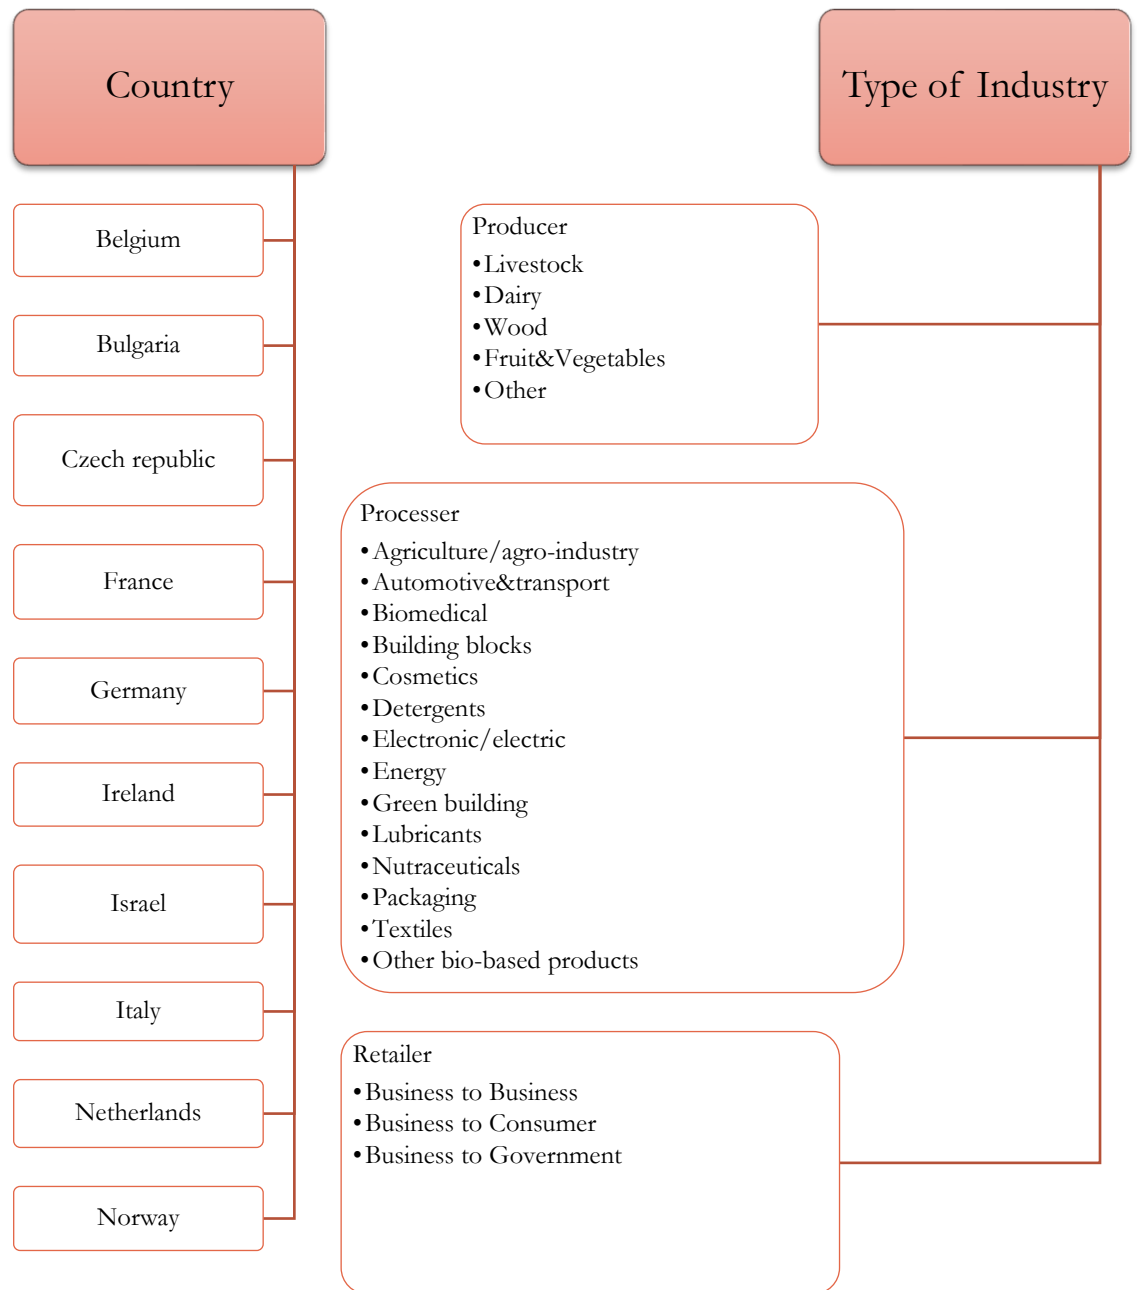 Country
Belgium
Bulgaria
Czech republic
France
Germany
Ireland
Israel
Italy
Netherlands
Norway
Type of Industry
Producer
•Livestock
•Dairy
•Wood
•Fruit&Vegetables
•Other
Processer
•Agriculture/agro-industry
•Automotive&transport
•Biomedical
•Building blocks
•Cosmetics
•Detergents
•Electronic/electric
•Energy
•Green building
•Lubricants
•Nutraceuticals
•Packaging
•Textiles
•Other bio-based products
Retailer
•Business to Business
•Business to Consumer
•Business to Government